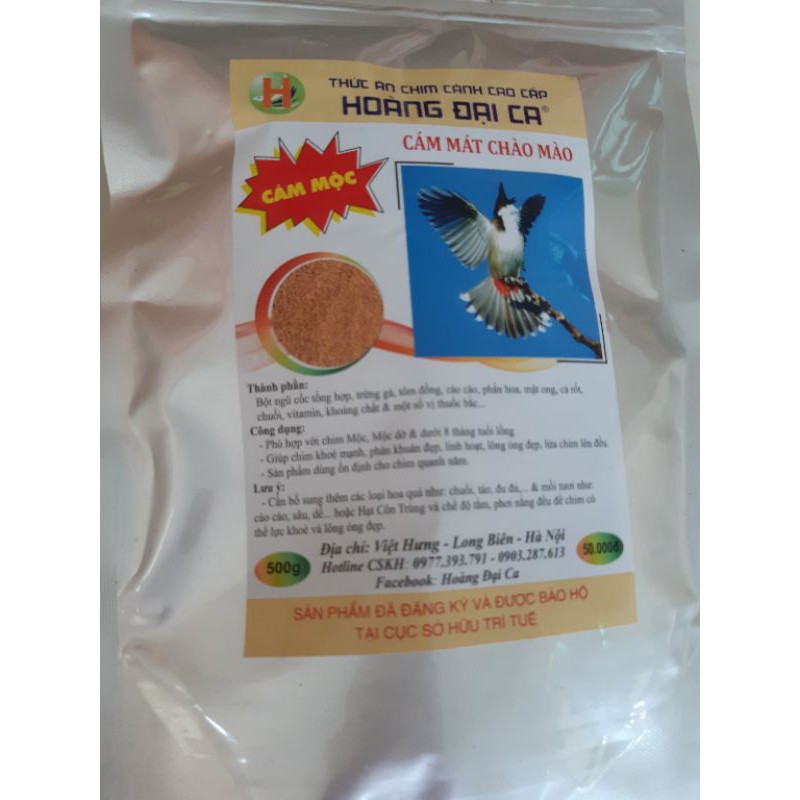 H
THỨC ĂN CHIM CẢNH CAO CẤP
HOÀNG ĐẠI CA®
CÁM MÁT CHÀO MÀO
CÁM MỘC
Thành phần:
Bột ngũ cốc tổng hợp, trứng gà, tôm đồng, cào cào, phấn hoa, mật ong, cà rốt,
chuối, vitamin, khoáng chất & một số vị thuốc bắc...
Công dụng:
- Phù hợp với chim Mộc, Mộc dở & dưới 8 tháng tuổi lồng
- Giúp chim khoẻ mạnh, phân khuân đẹp, linh hoạt, lông óng đẹp, lửa chim lên đều.
- Sản phẩm dùng ổn định cho chim quanh năm.
Lưu ý:
- Cần bổ sung thêm các loại hoa quả như: chuối, táo, đu đủ,... & mồi tươi như:
cào cào, sâu, dế... hoặc Hạt Côn Trùng và chế độ tắm, phơi nắng đều để chim có
thể lực khoẻ và lông óng đẹp.
Địa chỉ: Việt Hưng - Long Biên - Hà Nội
500g
Hotline CSKH: 0977.393.791 - 0903.287.613
50.000đ
Facebook: Hoàng Đại Ca
SẢN PHẨM ĐÃ ĐĂNG KÝ VÀ ĐƯỢC BẢO HỘ
TẠI CỤC SỞ HỮU TRÍ TUỆ